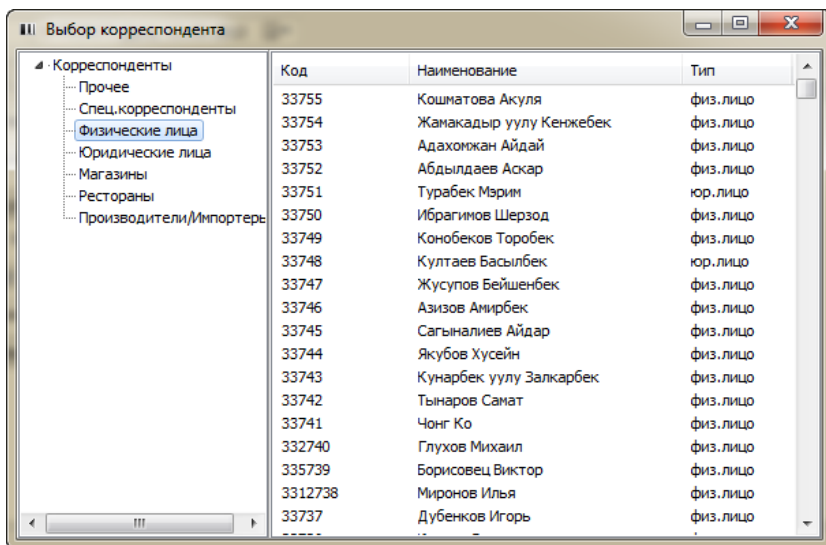 Выбор корреспондента
Корреспонденты
Прочее
Спец.корреспонденты
Физические лица
Юридические лица
Магазины
Рестораны
Производители/Импортеры
Код Наименование Тип
33755 Кошматова Акуля физ.лицо
33754 Жамакадыр уулу Кенжебек физ.лицо
33753 Адахомжан Айдай физ.лицо
33752 Абдылдаев Аскар физ.лицо
33751 Турабек Мэрим юр.лицо
33750 Ибрагимов Шерзод физ.лицо
33749 Конобеков Торобек физ.лицо
33748 Култаев Басылбек юр.лицо
33747 Жусупов Бейшенбек физ.лицо
33746 Азизов Амирбек физ.лицо
33745 Сагыналиев Айдар физ.лицо
33744 Якубов Хусейн физ.лицо
33743 Кунарбек уулу Залкарбек физ.лицо
33742 Тынаров Самат физ.лицо
33741 Чонг Ко физ.лицо
332740 Глухов Михаил физ.лицо
335739 Борисовец Виктор физ.лицо
3312738 Миронов Илья физ.лицо
33737 Дубенков Игорь физ.лицо